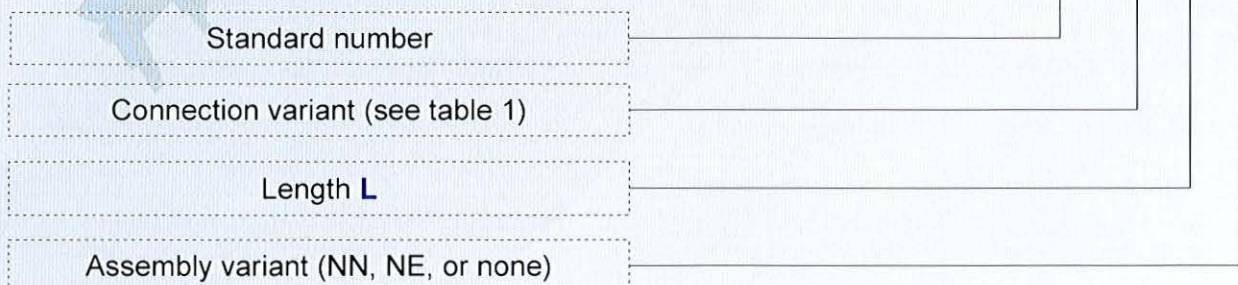 Standard number
Connection variant (see table 1)
Length L
Assembly variant (NN, NE, or none)